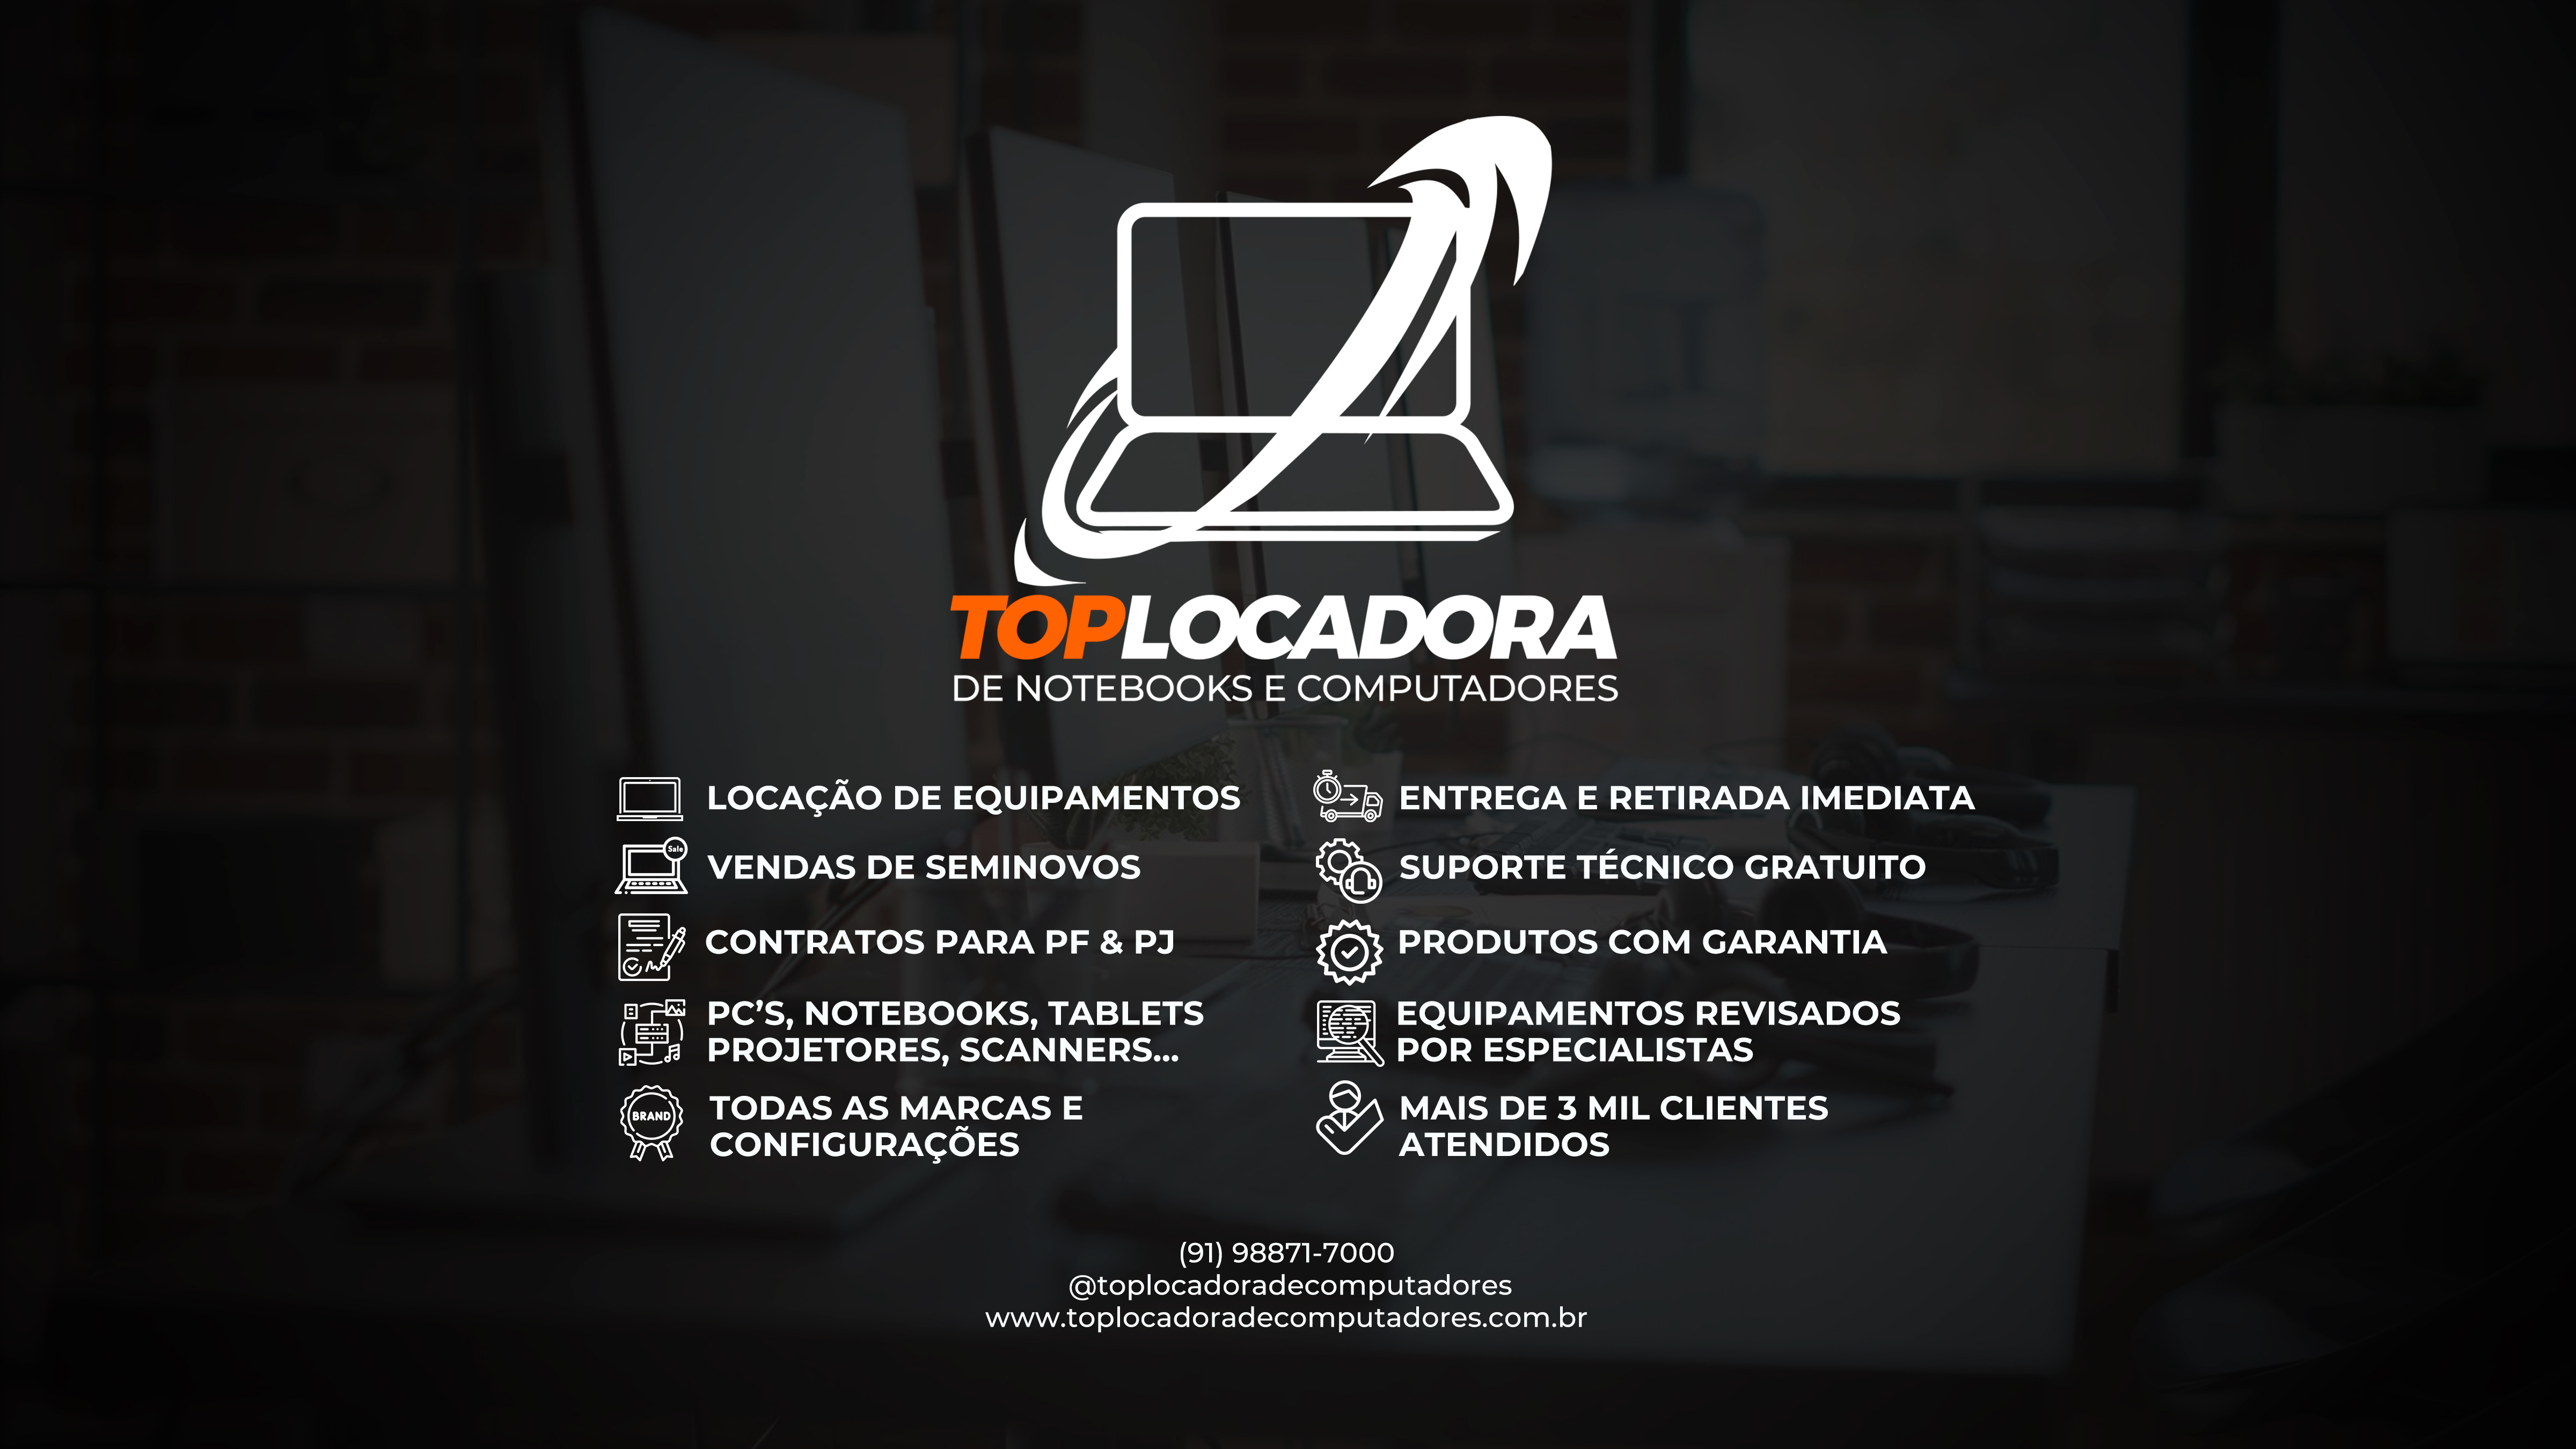 TOPLOCADORA
DE NOTEBOOKS E COMPUTADORES
LOCAÇÃO DE EQUIPAMENTOS
Sale
VENDAS DE SEMINOVOS
CONTRATOS PARA PF & PJ
PC’S, NOTEBOOKS, TABLETS
PROJETORES, SCANNERS...
BRAND
TODAS AS MARCAS E
CONFIGURAÇÕES
ENTREGA E RETIRADA IMEDIATA
SUPORTE TÉCNICO GRATUITO
PRODUTOS COM GARANTIA
EQUIPAMENTOS REVISADOS
POR ESPECIALISTAS
MAIS DE 3 MIL CLIENTES
ATENDIDOS
(91) 98871-7000
@toplocadoradecomputadores
www.toplocadoradecomputadores.com.br